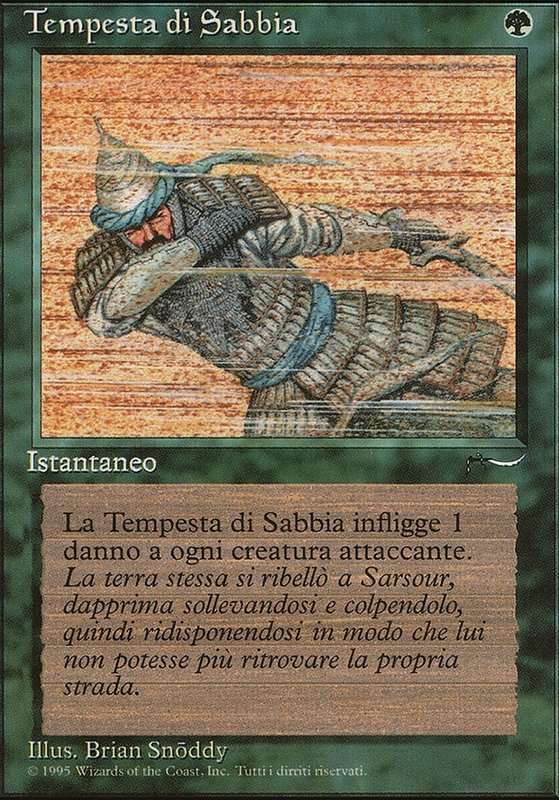 Tempesta di Sabbia
Istantaneo
La Tempesta di Sabbia infligge 1
danno a ogni creatura attaccante.
La terra stessa si ribellò a Sarsour,
dapprima sollevandosi e colpendolo,
quindi ridisponendosi in modo che lui
non potesse più ritrovare la propria
strada.
Illus. Brian Snōddy
© 1995 Wizards of the Coast, Inc. Tutti i diritti riservati.